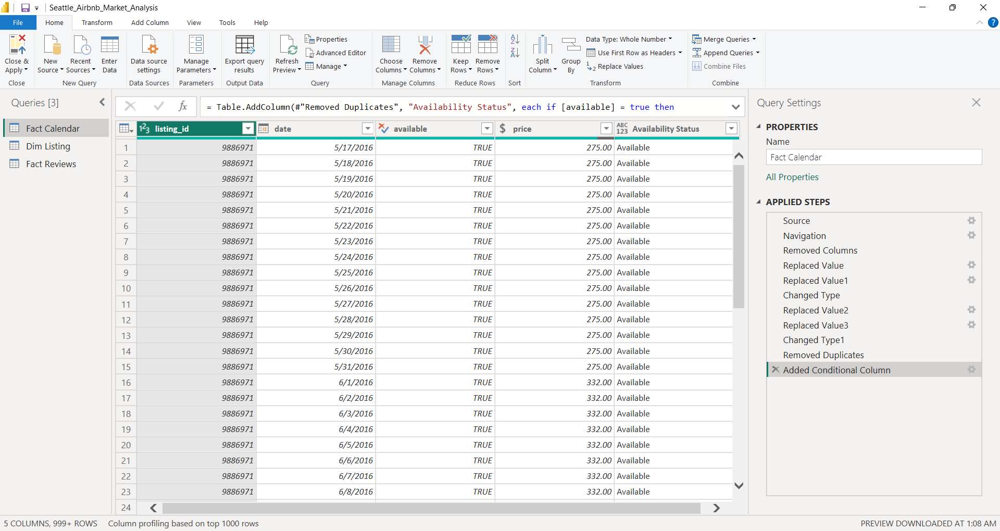 Seattle_Airbnb_Market_Analysis
File Home Transform Add Column View Tools Help ?
Close & Apply
Close
New Source
Recent Sources
Enter Data
New Query
Data source settings
Data Sources
Manage Parameters
Parameters
Export query results
Output Data
Refresh Preview
Properties
Advanced Editor
Manage
Query
Choose Columns
Remove Columns
Manage Columns
Keep Rows
Remove Rows
Reduce Rows
A Z
Z A
Sort
Split Column
Group By
Data Type: Whole Number
Use First Row as Headers
1 2 Replace Values
Transform
Merge Queries
Append Queries
Combine Files
Combine
Queries [3]
Fact Calendar
Dim Listing
Fact Reviews
fx = Table.AddColumn(#"Removed Duplicates", "Availability Status", each if [available] = true then
123 listing_id date available $ price ABC 123 Availability Status
1 9886971 5/17/2016 TRUE 275.00 Available
2 9886971 5/18/2016 TRUE 275.00 Available
3 9886971 5/19/2016 TRUE 275.00 Available
4 9886971 5/20/2016 TRUE 275.00 Available
5 9886971 5/21/2016 TRUE 275.00 Available
6 9886971 5/22/2016 TRUE 275.00 Available
7 9886971 5/23/2016 TRUE 275.00 Available
8 9886971 5/24/2016 TRUE 275.00 Available
9 9886971 5/25/2016 TRUE 275.00 Available
10 9886971 5/26/2016 TRUE 275.00 Available
11 9886971 5/27/2016 TRUE 275.00 Available
12 9886971 5/28/2016 TRUE 275.00 Available
13 9886971 5/29/2016 TRUE 275.00 Available
14 9886971 5/30/2016 TRUE 275.00 Available
15 9886971 5/31/2016 TRUE 275.00 Available
16 9886971 6/1/2016 TRUE 332.00 Available
17 9886971 6/2/2016 TRUE 332.00 Available
18 9886971 6/3/2016 TRUE 332.00 Available
19 9886971 6/4/2016 TRUE 332.00 Available
20 9886971 6/5/2016 TRUE 332.00 Available
21 9886971 6/6/2016 TRUE 332.00 Available
22 9886971 6/7/2016 TRUE 332.00 Available
23 9886971 6/8/2016 TRUE 332.00 Available
24
Query Settings
PROPERTIES
Name
Fact Calendar
All Properties
APPLIED STEPS
Source
Navigation
Removed Columns
Replaced Value
Replaced Value1
Changed Type
Replaced Value2
Replaced Value3
Changed Type1
Removed Duplicates
Added Conditional Column
5 COLUMNS, 999+ ROWS Column profiling based on top 1000 rows PREVIEW DOWNLOADED AT 1:08 AM